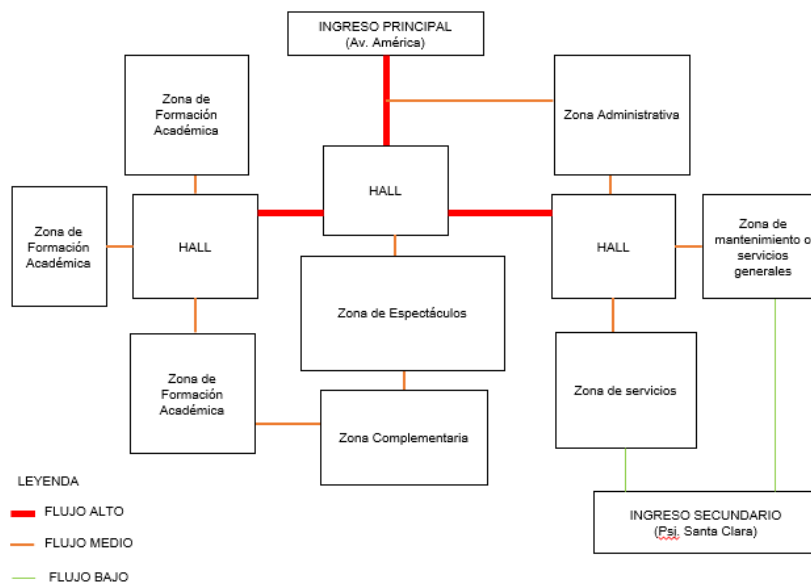 INGRESO PRINCIPAL
(Av. América)
Zona de
Formación
Académica
Zona Administrativa
HALL
Zona de
Formación
Académica
HALL
HALL
Zona de
mantenimiento o
servicios
generales
Zona de Espectáculos
Zona de
Formación
Académica
Zona Complementaria
Zona de servicios
LEYENDA
FLUJO ALTO
FLUJO MEDIO
FLUJO BAJO
INGRESO SECUNDARIO
(Psj. Santa Clara)